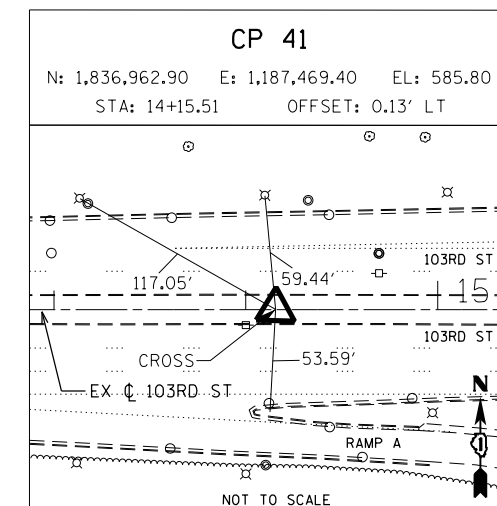 CP 41
N: 1,836,962.90 E: 1,187,469.40 EL: 585.80
STA: 14+15.51 OFFSET: 0.13' LT
103RD ST
117.05'
59.44'
15
103RD ST
CROSS
53.59'
EX ℄ 103RD ST
N
RAMP A
1
NOT TO SCALE